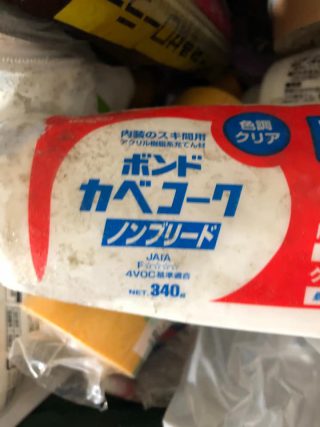 色調
クリア
内装のスキ間用
アクリル樹脂系充てん材
ボンド
カベコーク
ノンブリード
JAIA
F☆☆☆☆
4VOC基準適合
NET. 340g